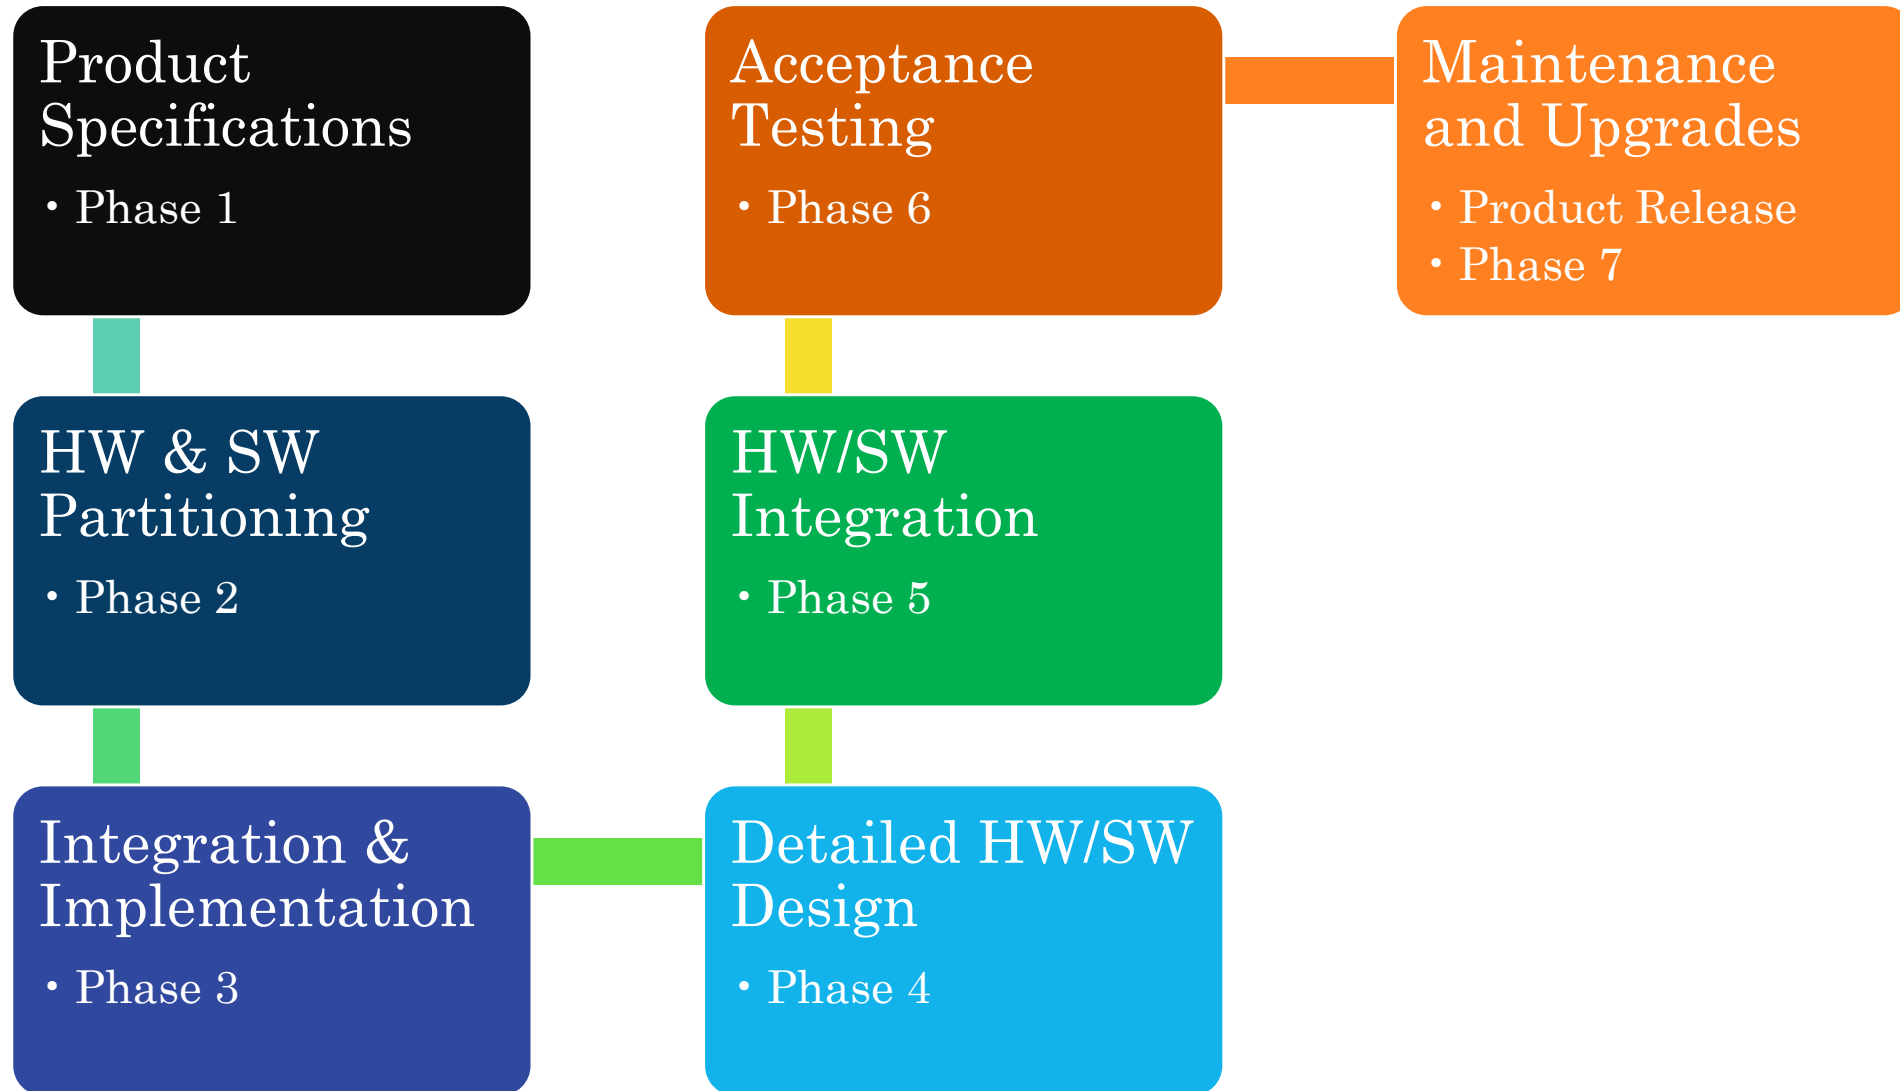 Product
Specifications
• Phase 1
HW & SW
Partitioning
• Phase 2
Integration &
Implementation
• Phase 3
Detailed HW/SW
Design
• Phase 4
HW/SW
Integration
• Phase 5
Acceptance
Testing
• Phase 6
Maintenance
and Upgrades
• Product Release
• Phase 7